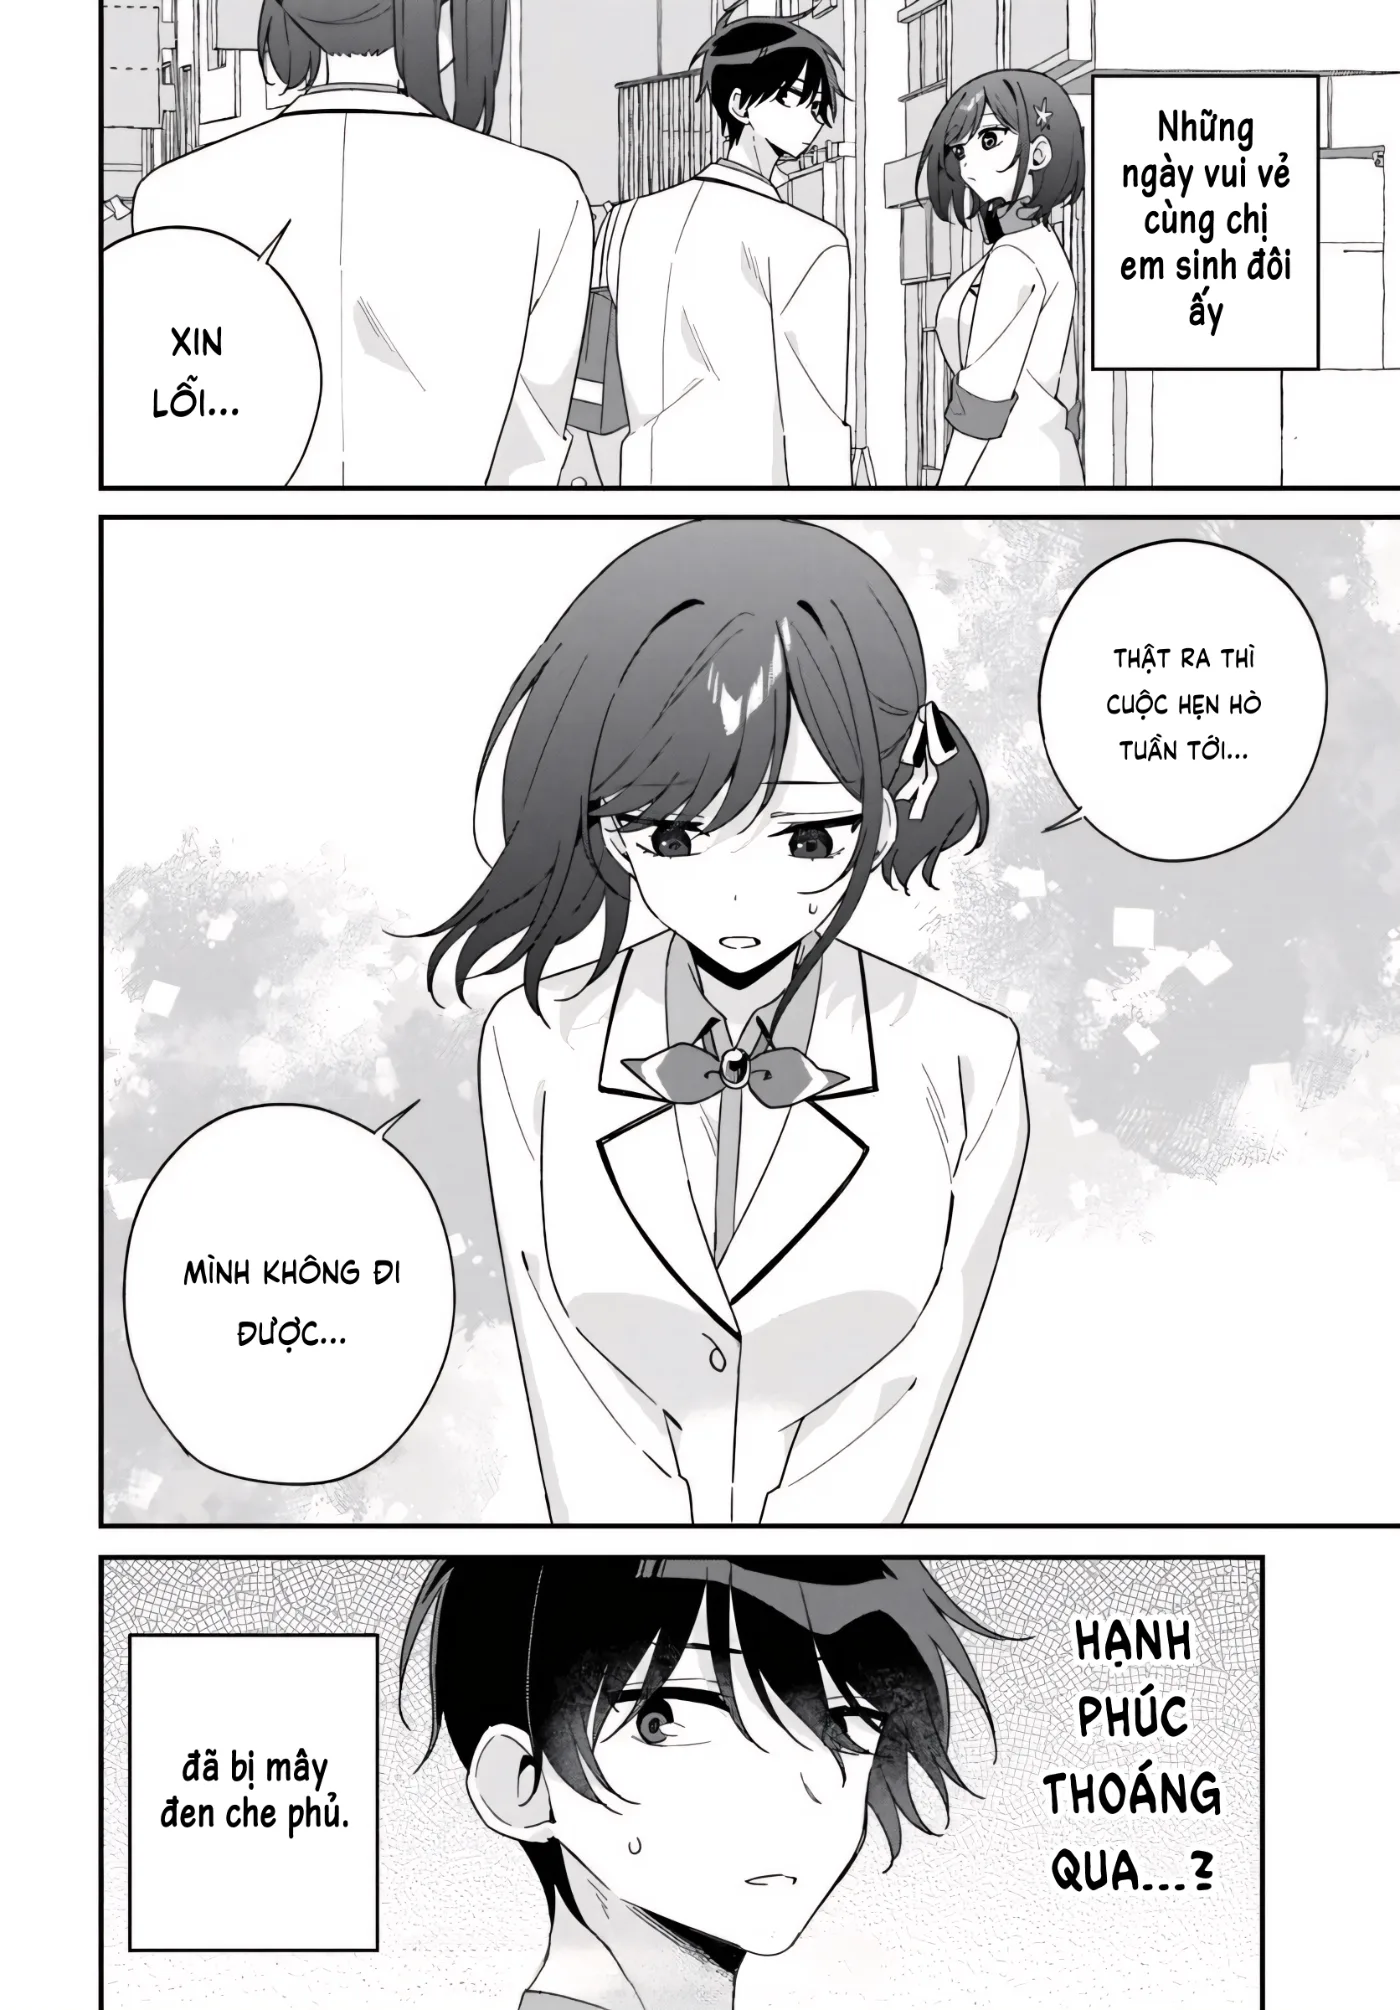 Những
ngày vui vẻ
cùng chị
em sinh đôi
ấy
XIN
LỖI...
THẬT RA THÌ
CUỘC HẸN HÒ
TUẦN TỚI...
MÌNH KHÔNG ĐI
ĐƯỢC...
HẠNH
PHÚC
THOÁNG
QUA...?
đã bị mây
đen che phủ.